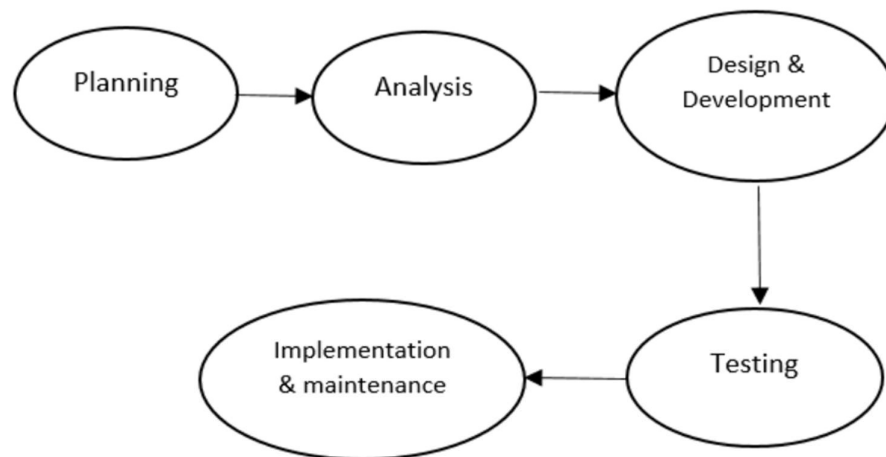 Planning
Analysis
Design &
Development
Testing
Implementation
& maintenance